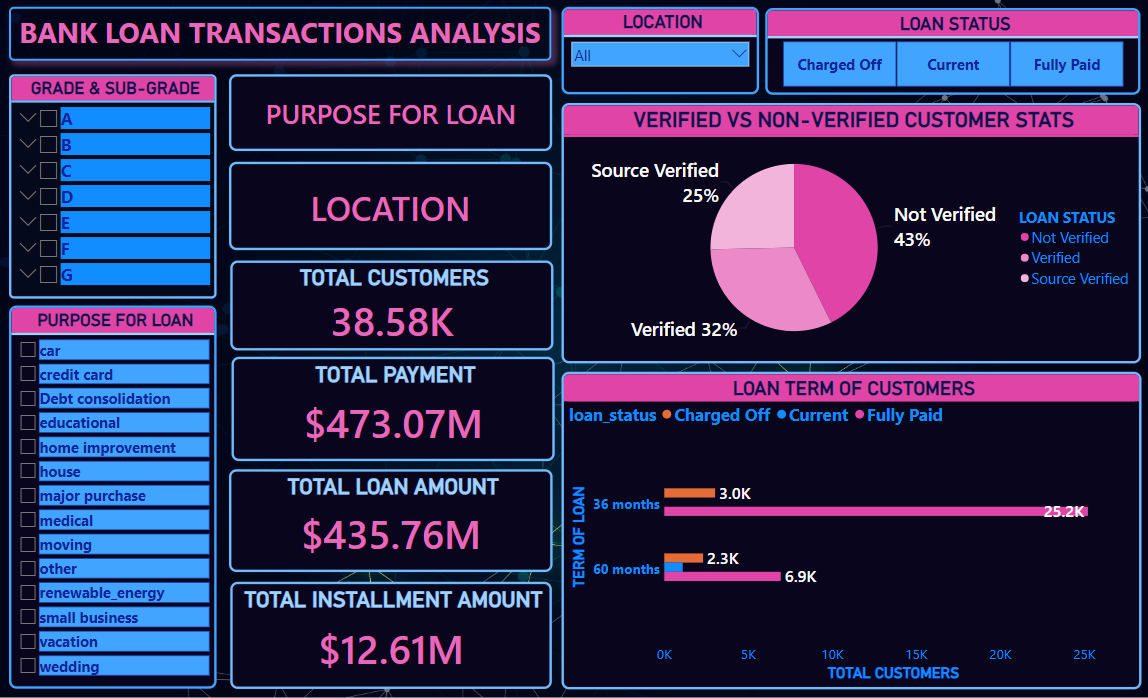 BANK LOAN TRANSACTIONS ANALYSIS
LOCATION
All
LOAN STATUS
Charged Off
Current
Fully Paid
GRADE & SUB-GRADE
A
B
C
D
E
F
G
PURPOSE FOR LOAN
car
credit card
Debt consolidation
educational
home improvement
house
major purchase
medical
moving
other
renewable_energy
small business
vacation
wedding
PURPOSE FOR LOAN
LOCATION
TOTAL CUSTOMERS
38.58K
TOTAL PAYMENT
$473.07M
TOTAL LOAN AMOUNT
$435.76M
TOTAL INSTALLMENT AMOUNT
$12.61M
VERIFIED VS NON-VERIFIED CUSTOMER STATS
Source Verified
25%
Not Verified
43%
Verified 32%
LOAN STATUS
Not Verified
Verified
Source Verified
LOAN TERM OF CUSTOMERS
loan_status
Charged Off
Current
Fully Paid
TERM OF LOAN
36 months
3.0K
25.2K
60 months
2.3K
6.9K
0K
5K
10K
15K
20K
25K
TOTAL CUSTOMERS